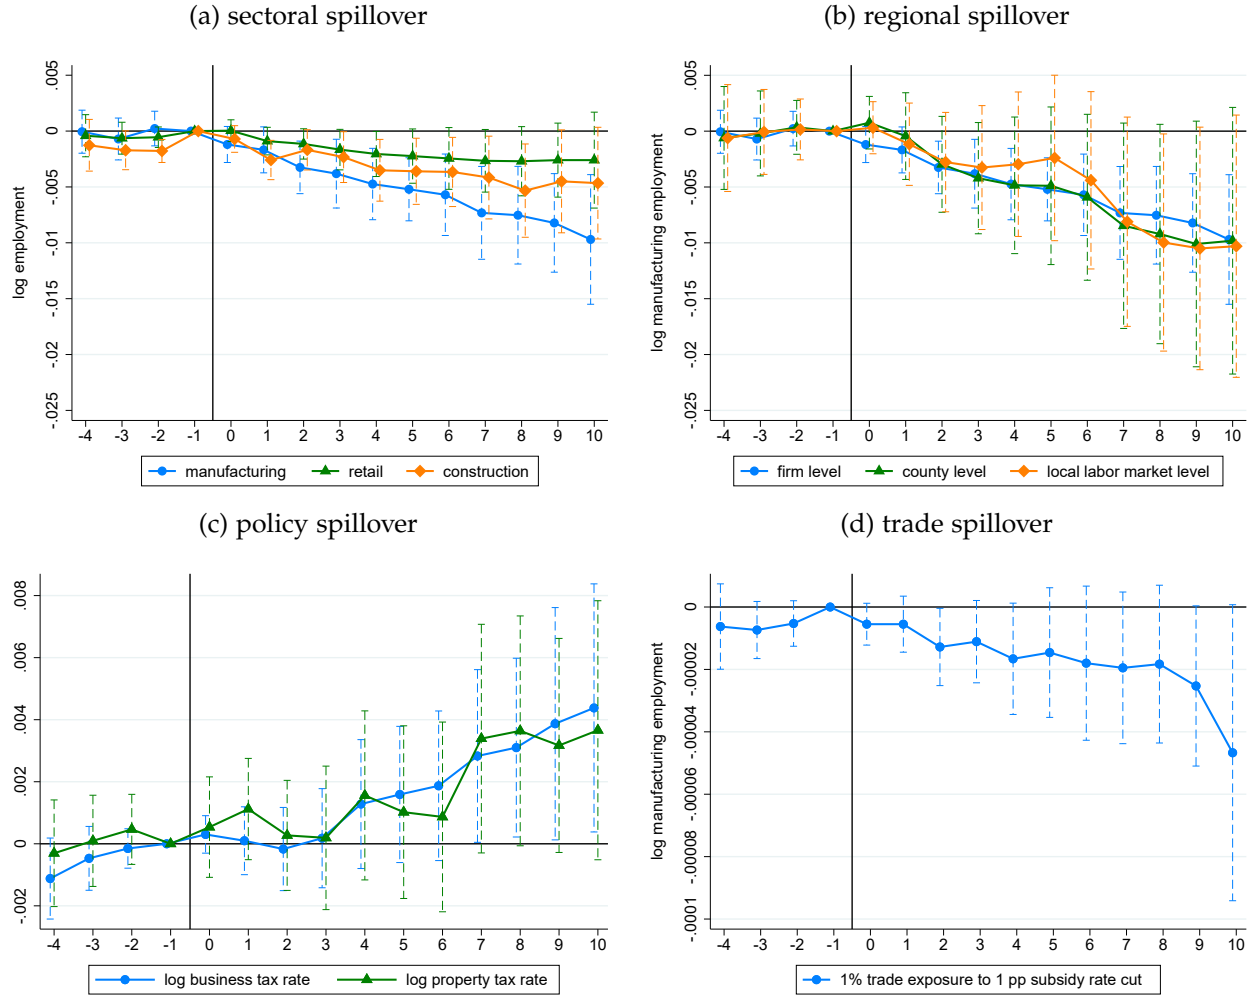 (a) sectoral spillover
.005
0
-.005
-.01
-.015
-.02
-.025
log employment
-4 -3 -2 -1 0 1 2 3 4 5 6 7 8 9 10
manufacturing retail construction
(b) regional spillover
.005
0
-.005
-.01
-.015
-.02
-.025
log manufacturing employment
-4 -3 -2 -1 0 1 2 3 4 5 6 7 8 9 10
firm level county level local labor market level
(c) policy spillover
.008
.006
.004
.002
0
-.002
-4 -3 -2 -1 0 1 2 3 4 5 6 7 8 9 10
log business tax rate log property tax rate
(d) trade spillover
0
-.00002
-.00004
-.00006
-.00008
-.0001
log manufacturing employment
-4 -3 -2 -1 0 1 2 3 4 5 6 7 8 9 10
1% trade exposure to 1 pp subsidy rate cut